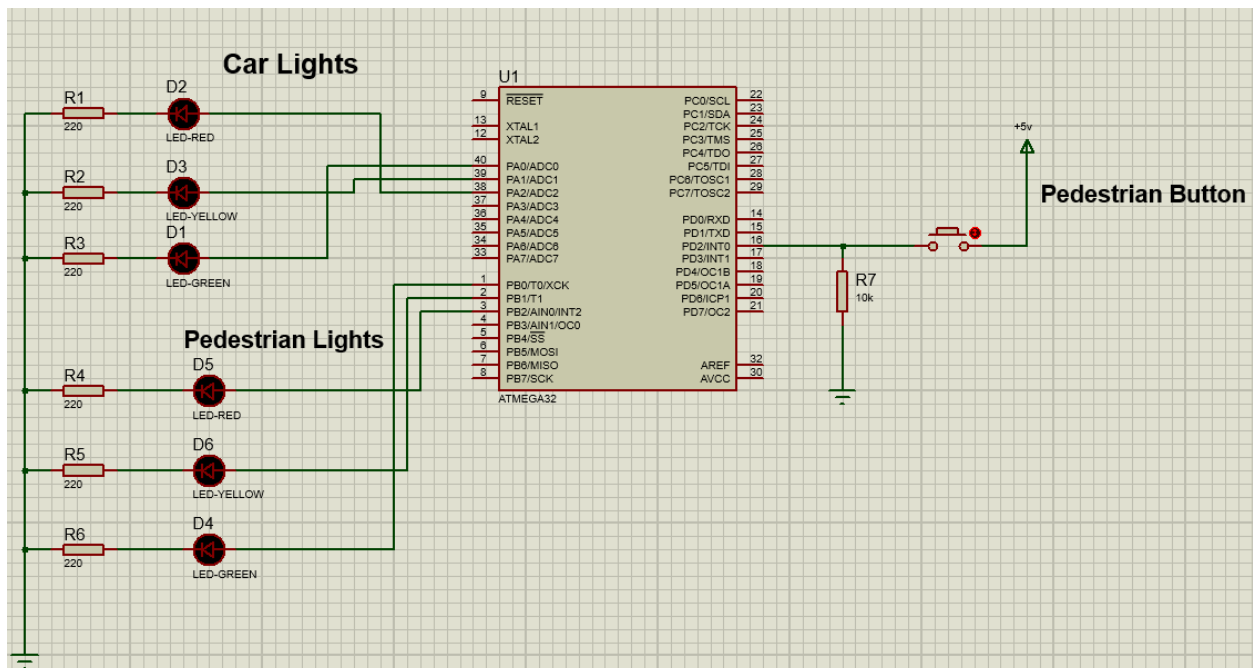 Car Lights
D2
R1
220
LED-RED
D3
R2
220
LED-YELLOW
D1
R3
220
LED-GREEN
Pedestrian Lights
D5
R4
220
LED-RED
D6
R5
220
LED-YELLOW
D4
R6
220
LED-GREEN
U1
9 RESET
13 XTAL1
12 XTAL2
40 PA0/ADC0
39 PA1/ADC1
38 PA2/ADC2
37 PA3/ADC3
36 PA4/ADC4
35 PA5/ADC5
34 PA6/ADC6
33 PA7/ADC7
1 PB0/T0/XCK
2 PB1/T1
3 PB2/AIN0/INT2
4 PB3/AIN1/OC0
5 PB4/SS
6 PB5/MOSI
7 PB6/MISO
8 PB7/SCK
PC0/SCL 22
PC1/SDA 23
PC2/TCK 24
PC3/TMS 25
PC4/TDO 26
PC5/TDI 27
PC6/TOSC1 28
PC7/TOSC2 29
PD0/RXD 14
PD1/TXD 15
PD2/INT0 16
PD3/INT1 17
PD4/OC1B 18
PD5/OC1A 19
PD6/ICP1 20
PD7/OC2 21
AREF 32
AVCC 30
ATMEGA32
+5v
Pedestrian Button
R7
10k